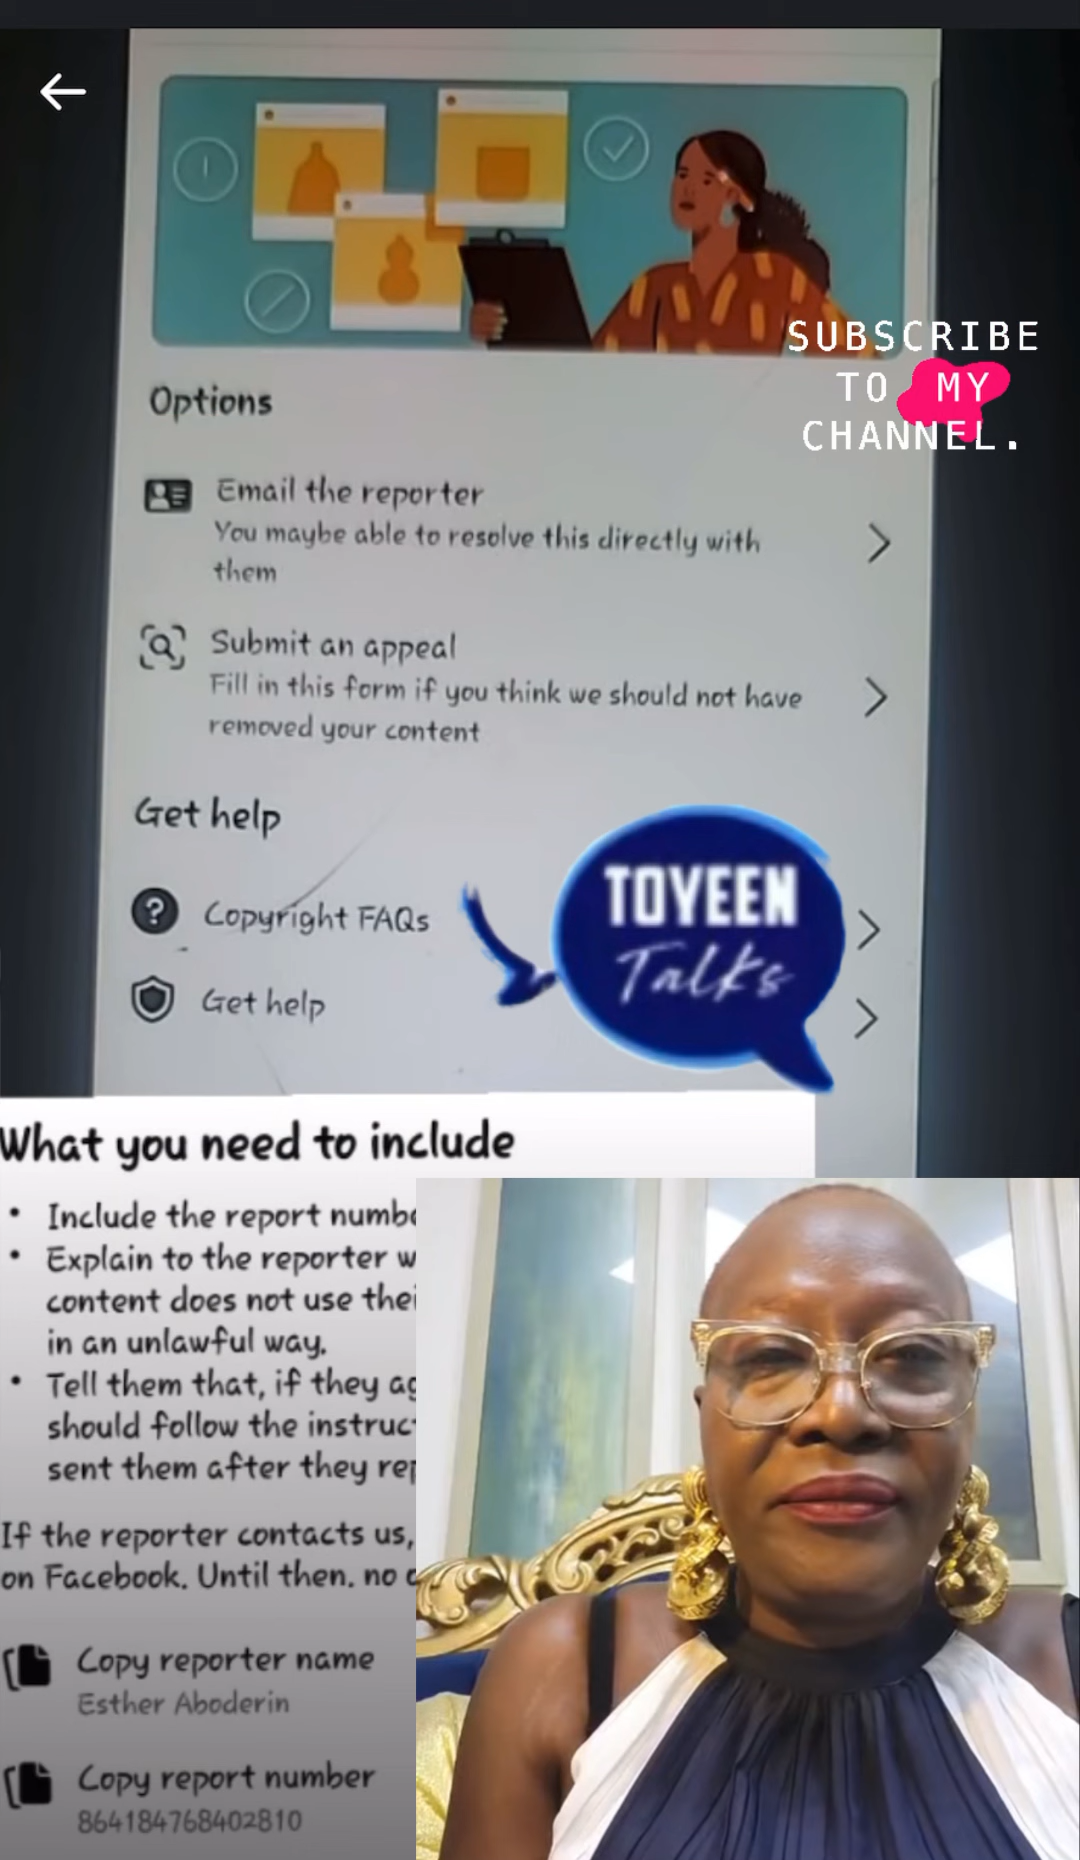 SUBSCRIBE
TO MY
CHANNEL.
Options
Email the reporter
You maybe able to resolve this directly with
them
Submit an appeal
Fill in this form if you think we should not have
removed your content
Get help
Copyright FAQs
TOYEEN
Talks
Get help
What you need to include
• Include the report
• Explain to the reporter
content does not use
in an unlawful way.
• Tell them that, if they
should follow the
sent them after they
If the reporter contacts us,
on Facebook. Until then. no
Copy reporter name
Esther Aboderin
Copy report number
864184768402810